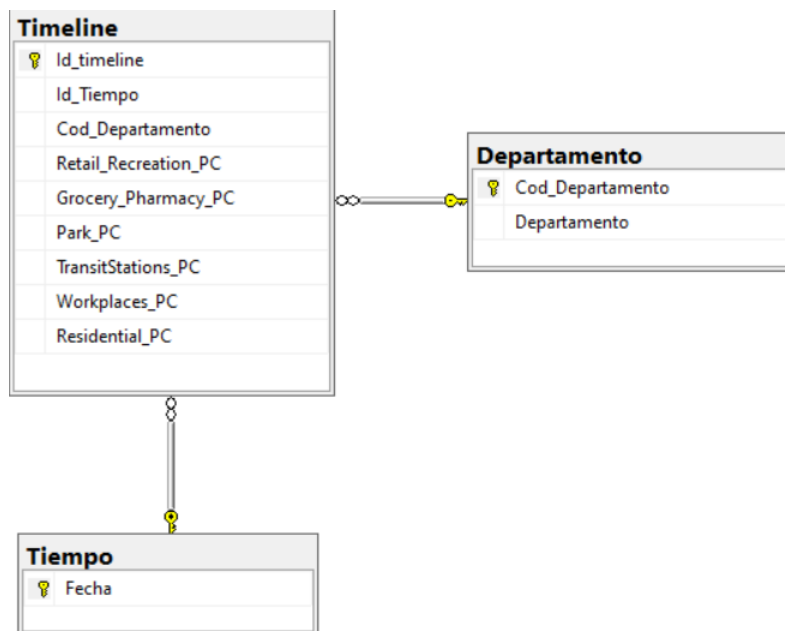 Timeline
Id_timeline
Id_Tiempo
Cod_Departamento
Retail_Recreation_PC
Grocery_Pharmacy_PC
Park_PC
TransitStations_PC
Workplaces_PC
Residential_PC
Departamento
Cod_Departamento
Departamento
Tiempo
Fecha